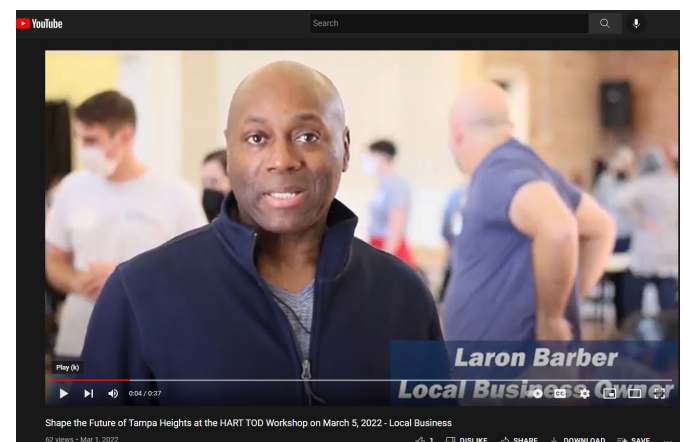 YouTube
Search
Laron Barber
Local Business Owner
Play (k)
0:04 / 0:37
CC
Shape the Future of Tampa Heights at the HART TOD Workshop on March 5, 2022 - Local Business
62 views • Mar 1, 2022
1 DISLIKE SHARE DOWNLOAD SAVE ...